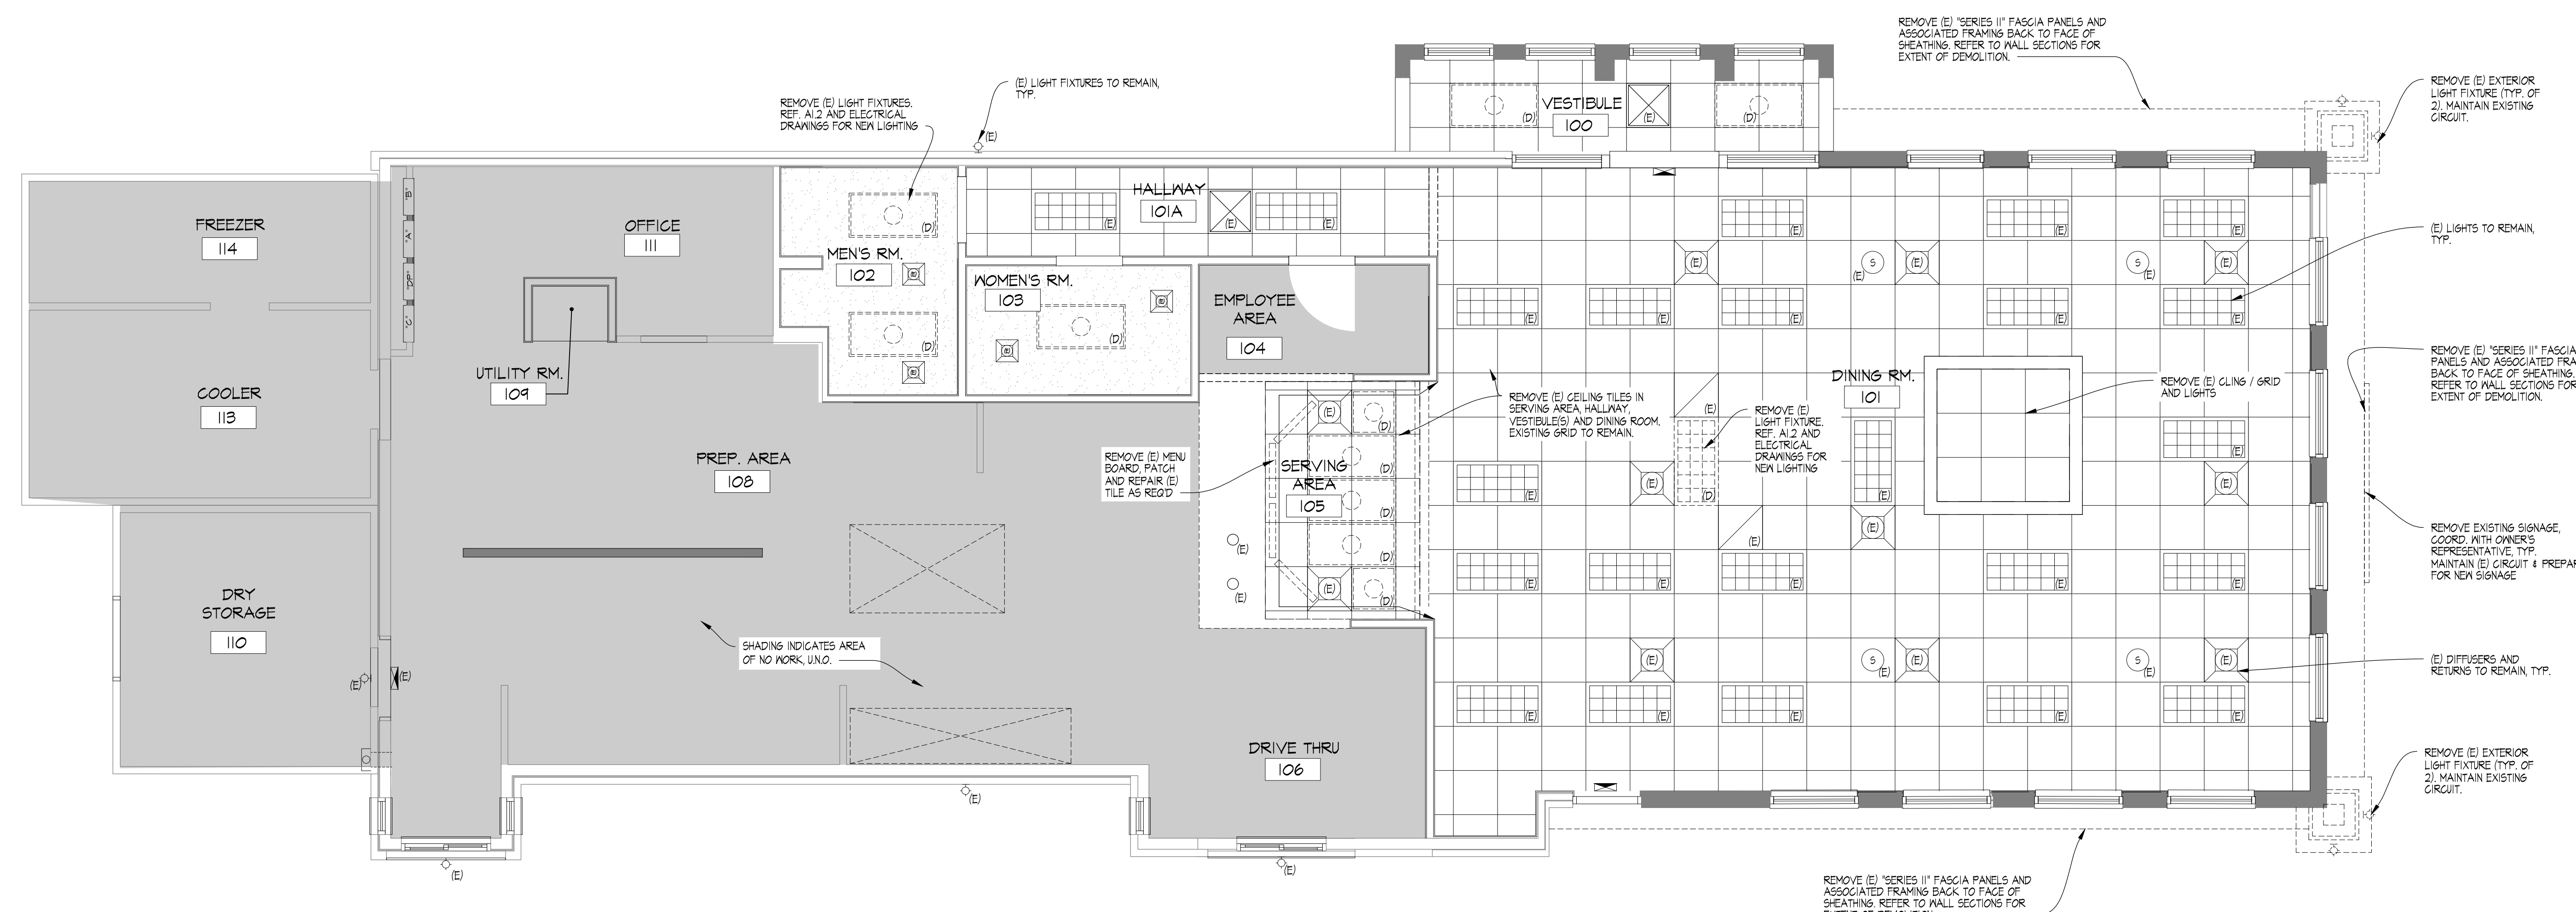 REMOVE (E) "SERIES II" FASCIA PANELS AND
ASSOCIATED FRAMING BACK TO FACE OF
SHEATHING. REFER TO WALL SECTIONS FOR
EXTENT OF DEMOLITION.
REMOVE (E) EXTERIOR
LIGHT FIXTURE (TYP. OF
2). MAINTAIN EXISTING
CIRCUIT.
(E) LIGHT FIXTURES TO REMAIN,
TYP.
REMOVE (E) LIGHT FIXTURES.
REF. A1.2 AND ELECTRICAL
DRAWINGS FOR NEW LIGHTING
(E)
VESTIBULE
100
(D)
(E)
(D)
FREEZER
114
"B"
"A"
"DP"
"C"
OFFICE
111
(D)
MEN'S RM.
102
(E)
(D)
(E)
HALLWAY
101A
(E)
(E)
(E)
WOMEN'S RM.
103
(E)
(D)
(E)
EMPLOYEE
AREA
104
(E)
(E)
(E)
(E)
S
(E)
(E)
S
(E)
(E)
(E)
(E)
(E)
(E)
(E)
(E) LIGHTS TO REMAIN,
TYP.
COOLER
113
UTILITY RM.
109
PREP. AREA
108
REMOVE (E) MENU
BOARD, PATCH
AND REPAIR (E)
TILE AS REQ'D
SERVING
AREA
105
(E)
(D)
(D)
(D)
(D)
(E)
(D)
(E)
(E)
REMOVE (E) CEILING TILES IN
SERVING AREA, HALLWAY,
VESTIBULE(S) AND DINING ROOM.
EXISTING GRID TO REMAIN.
(E)
REMOVE (E)
LIGHT FIXTURE.
REF. A1.2 AND
ELECTRICAL
DRAWINGS FOR
NEW LIGHTING
DINING RM.
101
REMOVE (E) CLING / GRID
AND LIGHTS
REMOVE (E) "SERIES II" FASCIA
PANELS AND ASSOCIATED FRA
BACK TO FACE OF SHEATHING.
REFER TO WALL SECTIONS FOR
EXTENT OF DEMOLITION.
(E)
(E)
(E)
(D)
(E)
(E)
(E)
(E)
REMOVE EXISTING SIGNAGE,
COORD. WITH OWNER'S
REPRESENTATIVE, TYP.
MAINTAIN (E) CIRCUIT & PREPAR
FOR NEW SIGNAGE
(E)
(E)
(E)
(E)
(E)
DRY
STORAGE
110
SHADING INDICATES AREA
OF NO WORK, U.N.O.
(E)
(E)
(E)
S
(E)
(E)
S
(E)
(E)
(E) DIFFUSERS AND
RETURNS TO REMAIN, TYP.
(E)
(E)
(E)
(E)
(E)
DRIVE THRU
106
(E)
(E)
(E)
REMOVE (E) EXTERIOR
LIGHT FIXTURE (TYP. OF
2). MAINTAIN EXISTING
CIRCUIT.
REMOVE (E) "SERIES II" FASCIA PANELS AND
ASSOCIATED FRAMING BACK TO FACE OF
SHEATHING. REFER TO WALL SECTIONS FOR